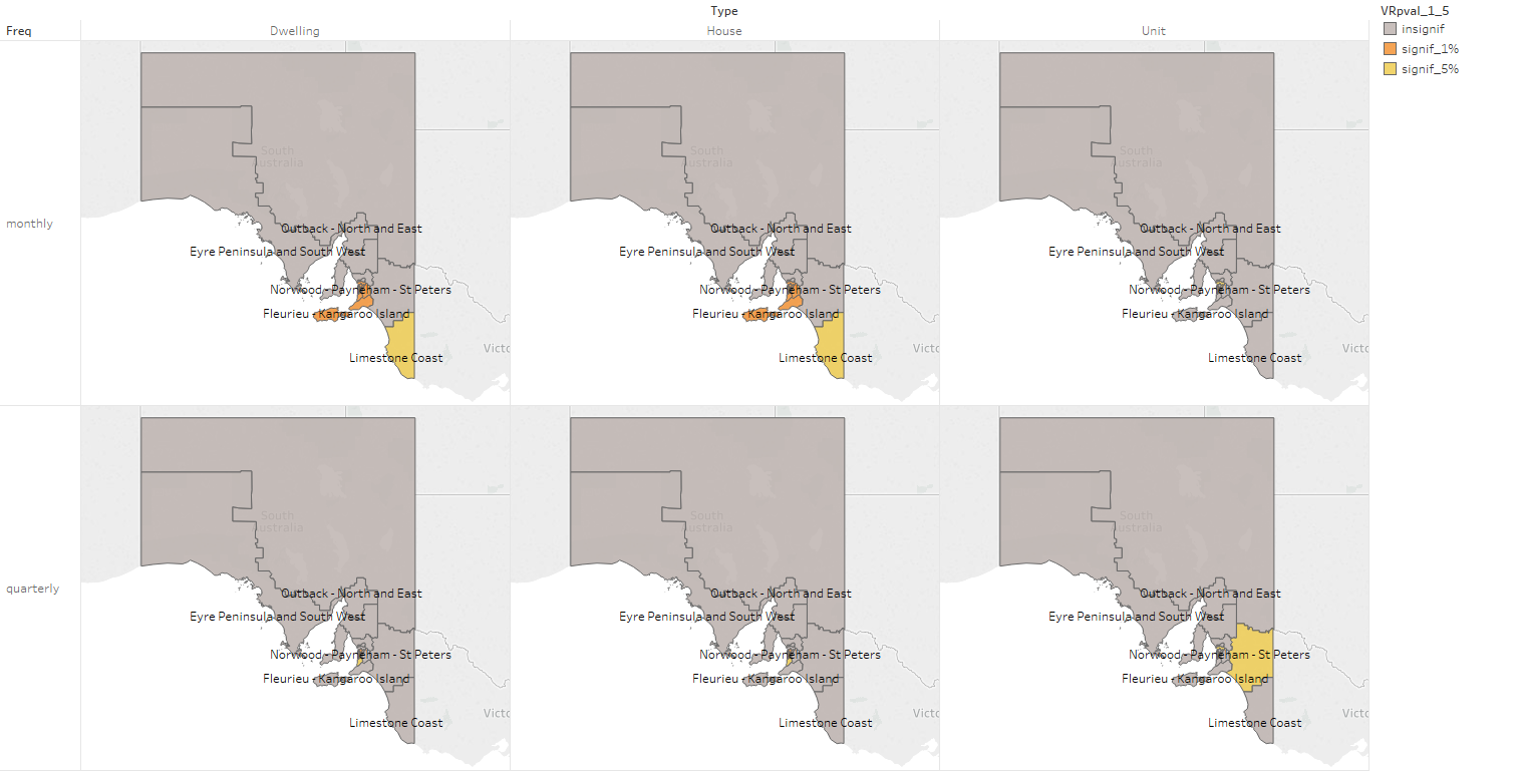 Type
VRpval_1_5
Freq
Dwelling
House
Unit
insignif
signif_1%
signif_5%
monthly
South
Australia
Outback - North and East
Eyre Peninsula and South West
Norwood - Payneham - St Peters
Fleurieu - Kangaroo Island
Limestone Coast
Victo
South
Australia
Outback - North and East
Eyre Peninsula and South West
Norwood - Payneham - St Peters
Fleurieu - Kangaroo Island
Limestone Coast
Victo
South
Australia
Outback - North and East
Eyre Peninsula and South West
Norwood - Payneham - St Peters
Fleurieu - Kangaroo Island
Limestone Coast
Victo
quarterly
South
Australia
Outback - North and East
Eyre Peninsula and South West
Norwood - Payneham - St Peters
Fleurieu - Kangaroo Island
Limestone Coast
Victo
South
Australia
Outback - North and East
Eyre Peninsula and South West
Norwood - Payneham - St Peters
Fleurieu - Kangaroo Island
Limestone Coast
Victo
South
Australia
Outback - North and East
Eyre Peninsula and South West
Norwood - Payneham - St Peters
Fleurieu - Kangaroo Island
Limestone Coast
Victo